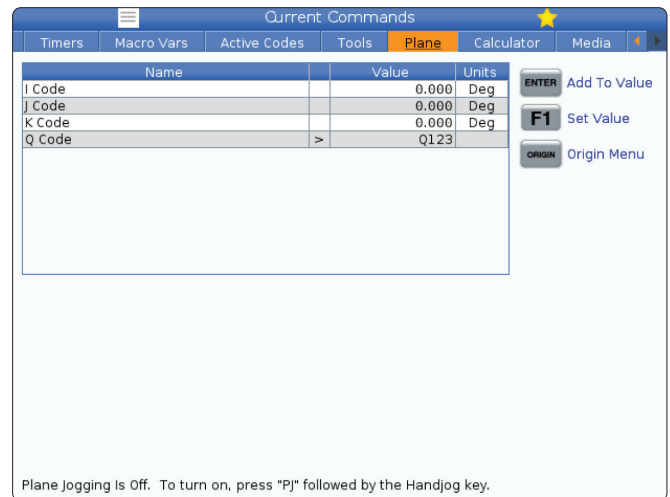 Current Commands
Timers Macro Vars Active Codes Tools Plane Calculator Media
Name Value Units
I Code 0.000 Deg
J Code 0.000 Deg
K Code 0.000 Deg
Q Code > Q123
ENTER Add To Value
F1 Set Value
ORIGIN Origin Menu
Plane Jogging Is Off. To turn on, press "PJ" followed by the Handjog key.